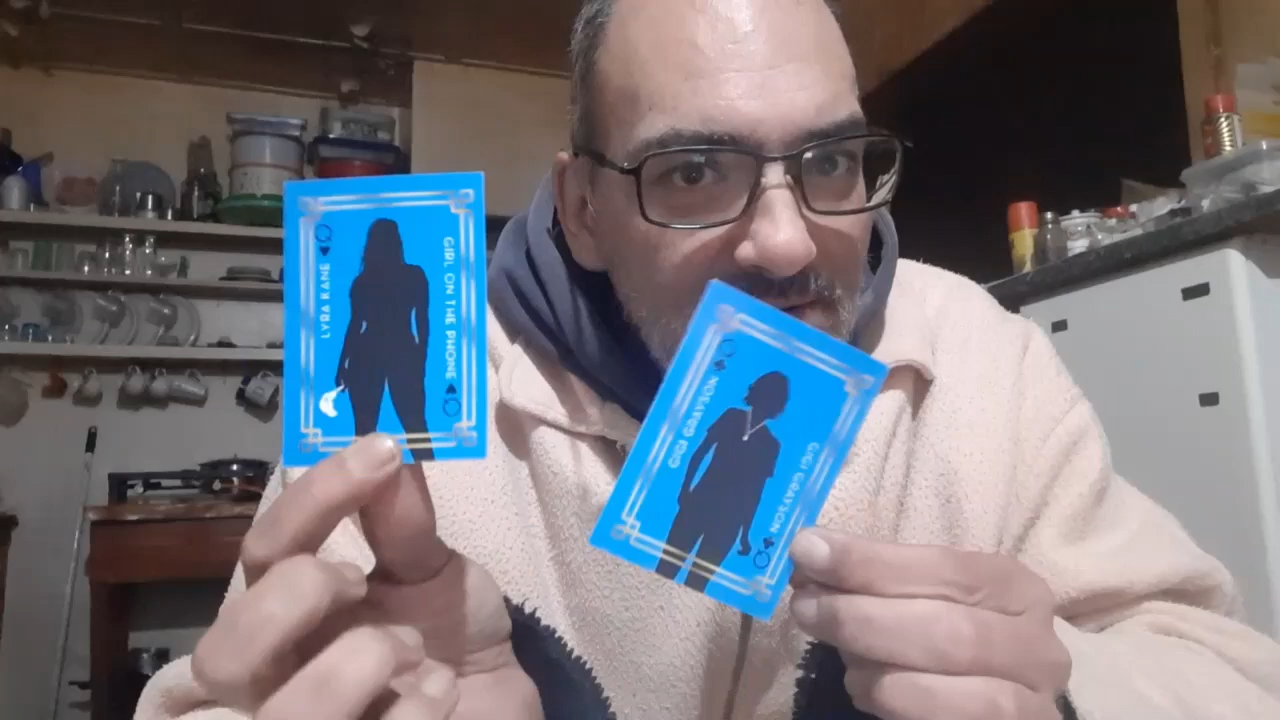 Q
LYRA KANE
GIRL ON THE PHONE
Q
Q
GIGI GRAYSON
GIGI GRAYSON
Q